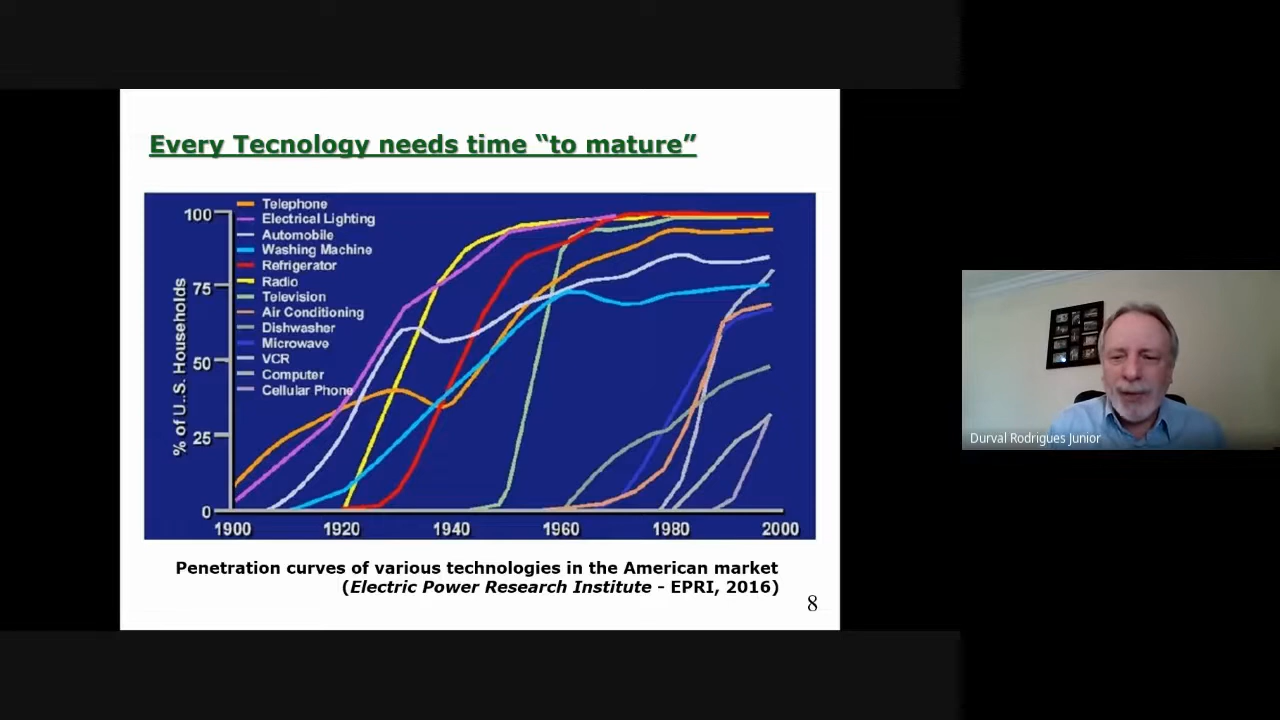 Every Tecnology needs time “to mature”
Telephone
Electrical Lighting
Automobile
Washing Machine
Refrigerator
Radio
Television
Air Conditioning
Dishwasher
Microwave
VCR
Computer
Cellular Phone
% of U..S. Households
100
75
50
25
0
1900 1920 1940 1960 1980 2000
Penetration curves of various technologies in the American market
(Electric Power Research Institute - EPRI, 2016)
8
Durval Rodrigues Junior